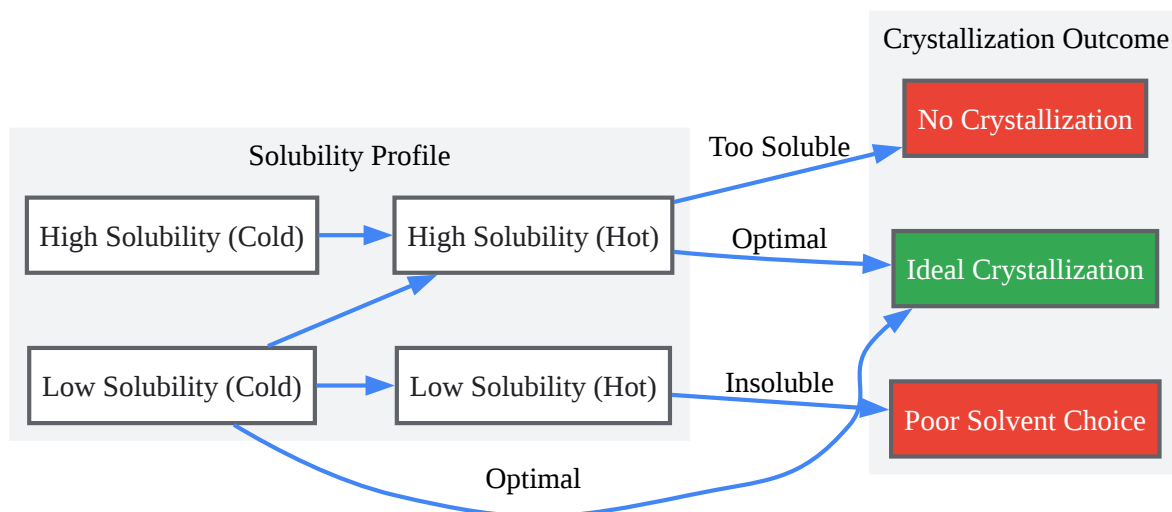 Crystallization Outcome
No Crystallization
Too Soluble
Solubility Profile
High Solubility (Cold)
High Solubility (Hot)
Optimal
Ideal Crystallization
Low Solubility (Cold)
Low Solubility (Hot)
Insoluble
Poor Solvent Choice
Optimal